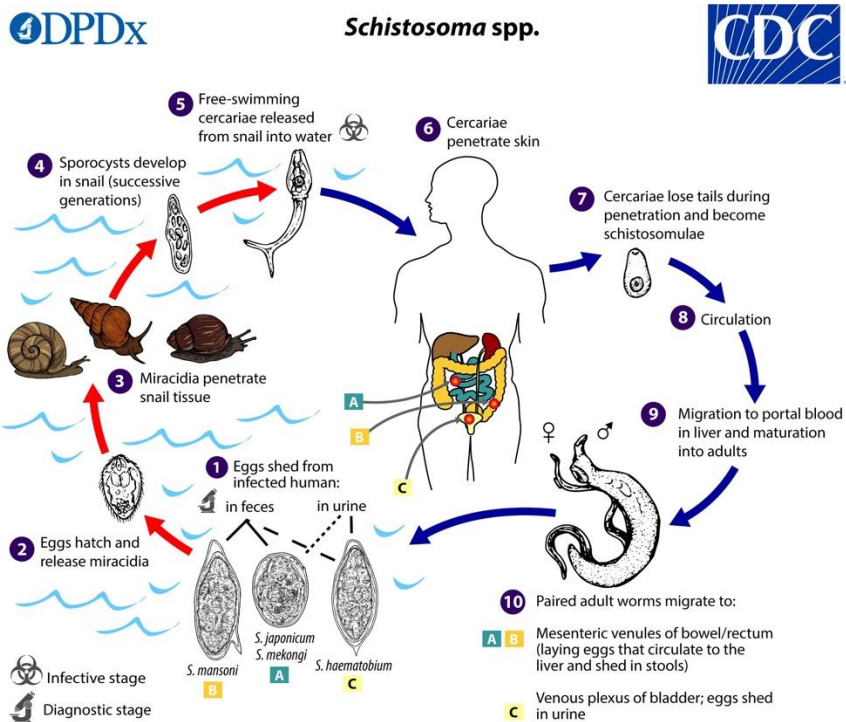 DPDx
Schistosoma spp.
CDC
5 Free-swimming
cercariae released
from snail into water
6 Cercariae
penetrate skin
4 Sporocysts develop
in snail (successive
generations)
7 Cercariae lose tails during
penetration and become
schistosomulae
8 Circulation
3 Miracidia penetrate
snail tissue
A
B
C
9 Migration to portal blood
in liver and maturation
into adults
♀ ♂
1 Eggs shed from
infected human:
in feces
in urine
2 Eggs hatch and
release miracidia
S. mansoni
B
S. japonicum
S. mekongi
A
S. haematobium
C
10 Paired adult worms migrate to:
A B Mesenteric venules of bowel/rectum
(laying eggs that circulate to the
liver and shed in stools)
C Venous plexus of bladder; eggs shed
in urine
Infective stage
Diagnostic stage